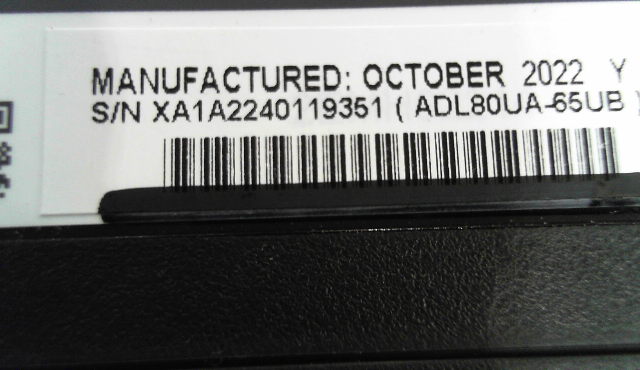 MANUFACTURED: OCTOBER 2022 Y
S/N XA1A2240119351 ( ADL80UA-65UB )